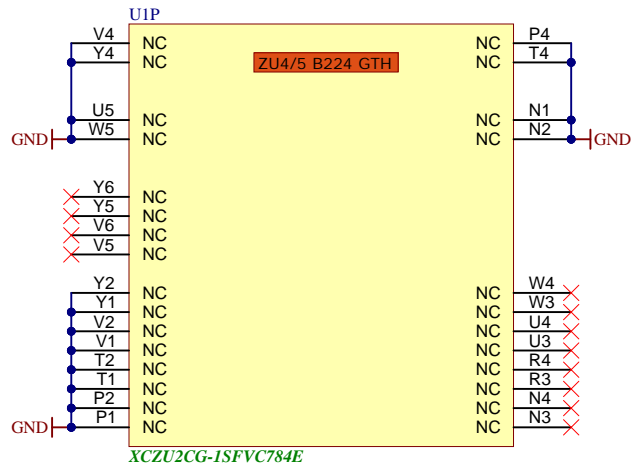 U1P
ZU4/5 B224 GTH
V4 NC NC P4
Y4 NC NC T4
U5 NC NC N1
W5 NC NC N2
GND GND
Y6 NC
Y5 NC
V6 NC
V5 NC
Y2 NC NC W4
Y1 NC NC W3
V2 NC NC U4
V1 NC NC U3
T2 NC NC R4
T1 NC NC R3
P2 NC NC N4
P1 NC NC N3
GND
XCZU2CG-1SFVC784E